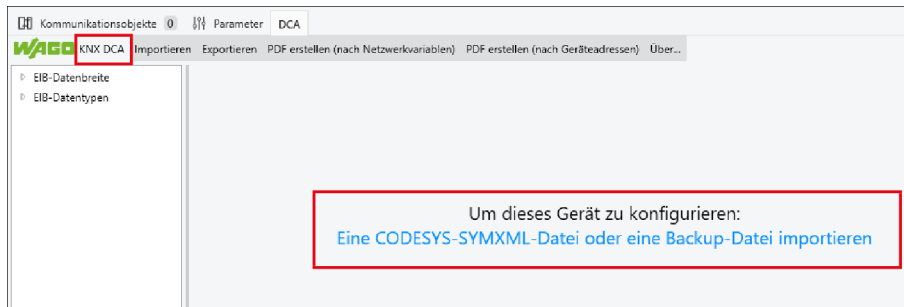 Kommunikationsobjekte 0 Parameter DCA
WAGO KNX DCA Importieren Exportieren PDF erstellen (nach Netzwerkvariablen) PDF erstellen (nach Geräteadressen) Über...
EIB-Datenbreite
EIB-Datentypen
Um dieses Gerät zu konfigurieren:
Eine CODESYS-SYMXML-Datei oder eine Backup-Datei importieren